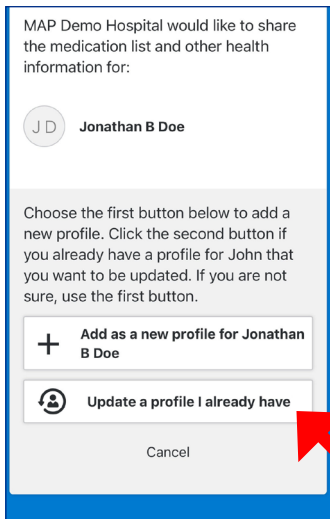 MAP Demo Hospital would like to share
the medication list and other health
information for:
J D
Jonathan B Doe
Choose the first button below to add a
new profile. Click the second button if
you already have a profile for John that
you want to be updated. If you are not
sure, use the first button.
Add as a new profile for Jonathan
B Doe
Update a profile I already have
Cancel